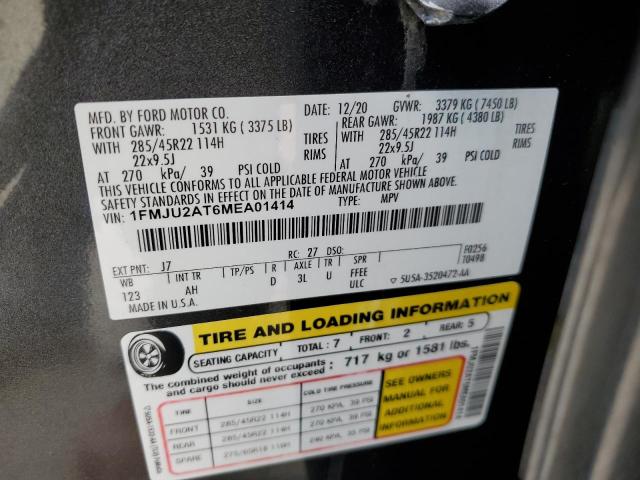 MFD. BY FORD MOTOR CO.
DATE: 12/20 GVWR: 3379 KG (7450 LB)
FRONT GAWR: 1531 KG (3375 LB)
REAR GAWR: 1987 KG (4380 LB)
WITH 285/45R22 114H TIRES
WITH 285/45R22 114H TIRES
22x9.5J RIMS
22x9.5J RIMS
AT 270 kPa/ 39 PSI COLD
AT 270 kPa/ 39 PSI COLD
THIS VEHICLE CONFORMS TO ALL APPLICABLE FEDERAL MOTOR VEHICLE
SAFETY STANDARDS IN EFFECT ON THE DATE OF MANUFACTURE SHOWN ABOVE.
VIN: 1FMJU2AT6MEA01414
TYPE: MPV
EXT PNT: J7 RC: 27 DSO:
F0256
T0498
WB INT TR TP/PS R AXLE TR SPR
123 AH D 3L U FFEE
ULC
5U5A-3520472-AA
MADE IN U.S.A.
TIRE AND LOADING INFORMATION
SEATING CAPACITY TOTAL: 7 FRONT: 2 REAR: 5
The combined weight of occupants and cargo should never exceed: 717 kg or 1581 lbs.
TIRE SIZE COLD TIRE PRESSURE
FRONT 285/45R22 114H 270 KPA, 39 PSI
REAR 285/45R22 114H 270 KPA, 39 PSI
SPARE
SEE OWNERS
MANUAL FOR
ADDITIONAL
INFORMATION